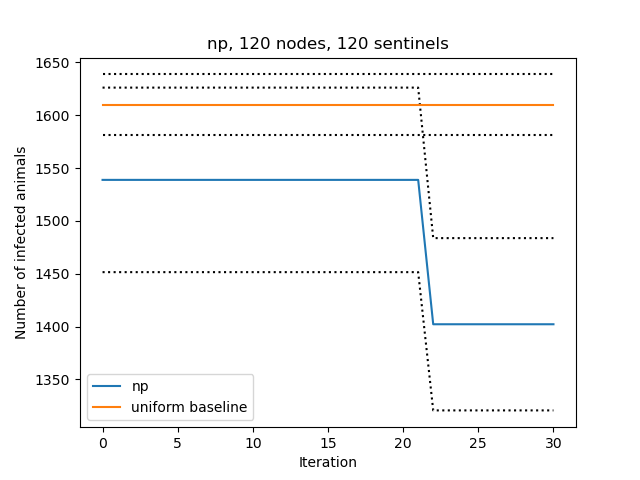 np, 120 nodes, 120 sentinels
Number of infected animals
1650
1600
1550
1500
1450
1400
1350
np
uniform baseline
0 5 10 15 20 25 30
Iteration